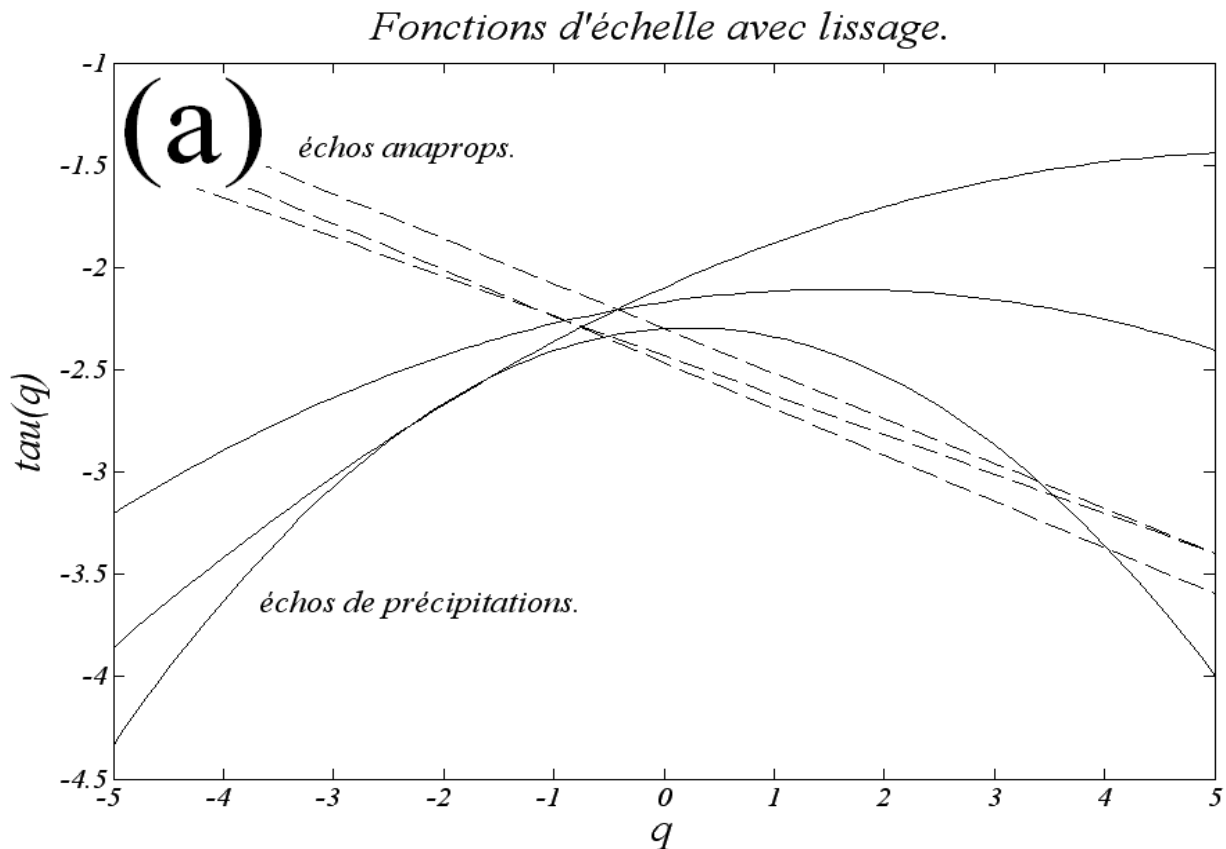 Fonctions d'échelle avec lissage.
(a)
échos anaprops.
échos de précipitations.
tau(q)
-1
-1.5
-2
-2.5
-3
-3.5
-4
-4.5
-5 -4 -3 -2 -1 0 1 2 3 4 5
q